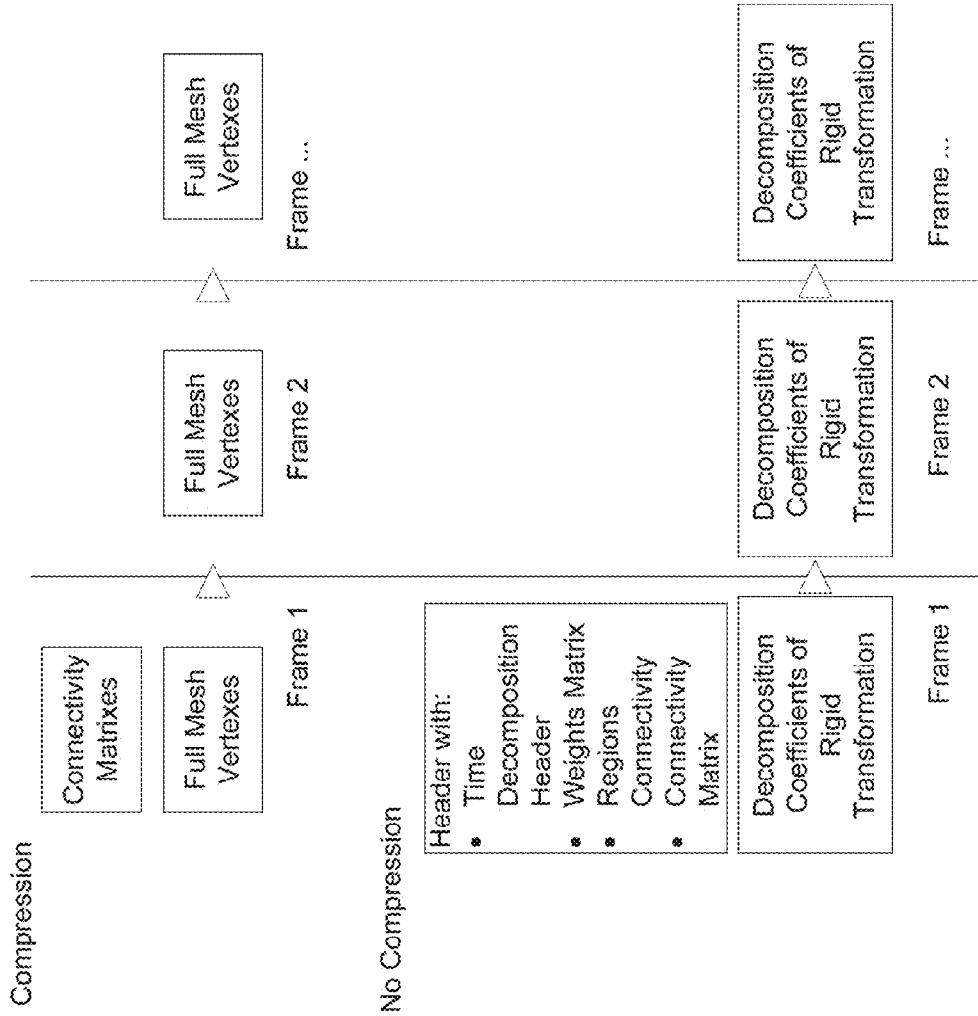 Compression
Connectivity
Matrixes
Full Mesh
Vertexes
Frame 1
Full Mesh
Vertexes
Frame 2
Full Mesh
Vertexes
Frame ...
No Compression
Header with:
• Time
Decomposition
Header
• Weights Matrix
• Regions
Connectivity
• Connectivity
Matrix
Decomposition
Coefficients of
Rigid
Transformation
Frame 1
Decomposition
Coefficients of
Rigid
Transformation
Frame 2
Decomposition
Coefficients of
Rigid
Transformation
Frame ...